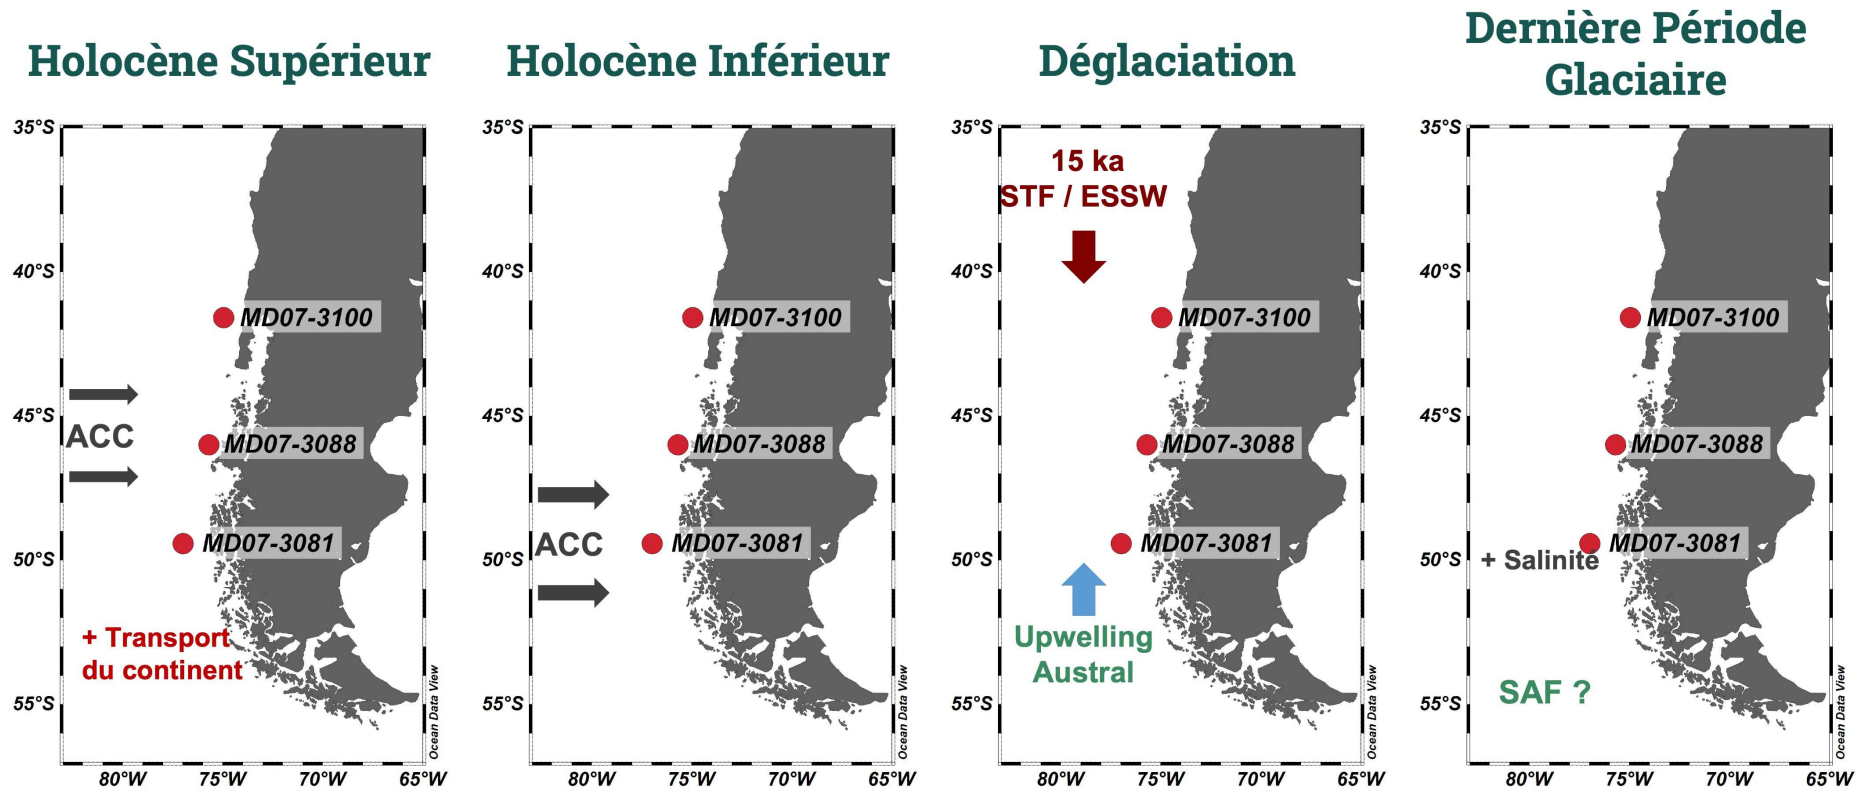 Holocène Supérieur
35°S
40°S
MD07-3100
45°S
ACC
MD07-3088
MD07-3081
50°S
+ Transport
du continent
55°S
Ocean Data View
80°W
75°W
70°W
65°W
Holocène Inférieur
35°S
40°S
MD07-3100
45°S
MD07-3088
ACC
MD07-3081
50°S
55°S
Ocean Data View
80°W
75°W
70°W
65°W
Déglaciation
35°S
15 ka
STF / ESSW
40°S
MD07-3100
45°S
MD07-3088
MD07-3081
50°S
Upwelling
Austral
55°S
Ocean Data View
80°W
75°W
70°W
65°W
Dernière Période
Glaciaire
35°S
40°S
MD07-3100
45°S
MD07-3088
MD07-3081
50°S
+ Salinité
SAF ?
55°S
Ocean Data View
80°W
75°W
70°W
65°W